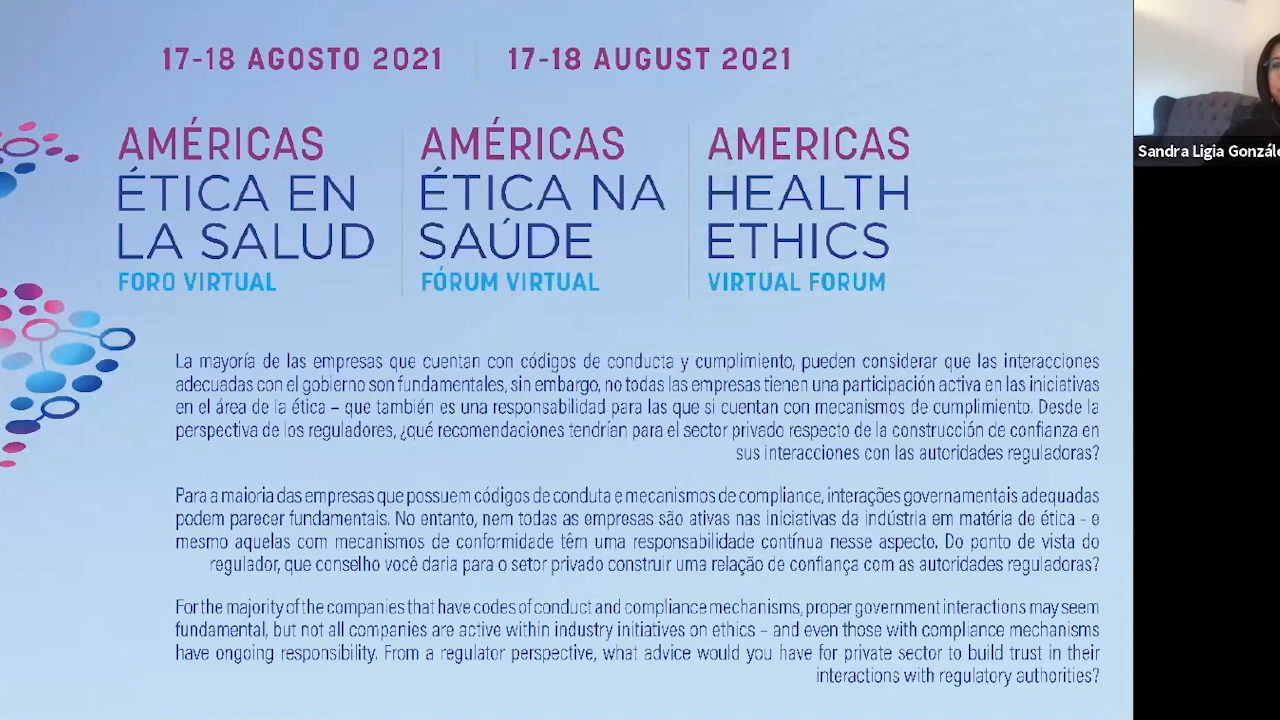 17-18 AGOSTO 2021
17-18 AUGUST 2021
AMÉRICAS
ÉTICA EN
LA SALUD
FORO VIRTUAL
AMÉRICAS
ÉTICA NA
SAÚDE
FÓRUM VIRTUAL
AMERICAS
HEALTH
ETHICS
VIRTUAL FORUM
La mayoría de las empresas que cuentan con códigos de conducta y cumplimiento, pueden considerar que las interacciones
adecuadas con el gobierno son fundamentales, sin embargo, no todas las empresas tienen una participación activa en las iniciativas
en el área de la ética – que también es una responsabilidad para las que si cuentan con mecanismos de cumplimiento. Desde la
perspectiva de los reguladores, ¿qué recomendaciones tendrían para el sector privado respecto de la construcción de confianza en
sus interacciones con las autoridades reguladoras?
Para a maioria das empresas que possuem códigos de conduta e mecanismos de compliance, interações governamentais adequadas
podem parecer fundamentais. No entanto, nem todas as empresas são ativas nas iniciativas da indústria em matéria de ética - e
mesmo aquelas com mecanismos de conformidade têm uma responsabilidade contínua nesse aspecto. Do ponto de vista do
regulador, que conselho você daria para o setor privado construir uma relação de confiança com as autoridades reguladoras?
For the majority of the companies that have codes of conduct and compliance mechanisms, proper government interactions may seem
fundamental, but not all companies are active within industry initiatives on ethics – and even those with compliance mechanisms
have ongoing responsibility. From a regulator perspective, what advice would you have for private sector to build trust in their
interactions with regulatory authorities?
Sandra Ligia